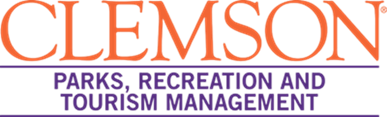 CLEMSON®
PARKS, RECREATION AND
TOURISM MANAGEMENT